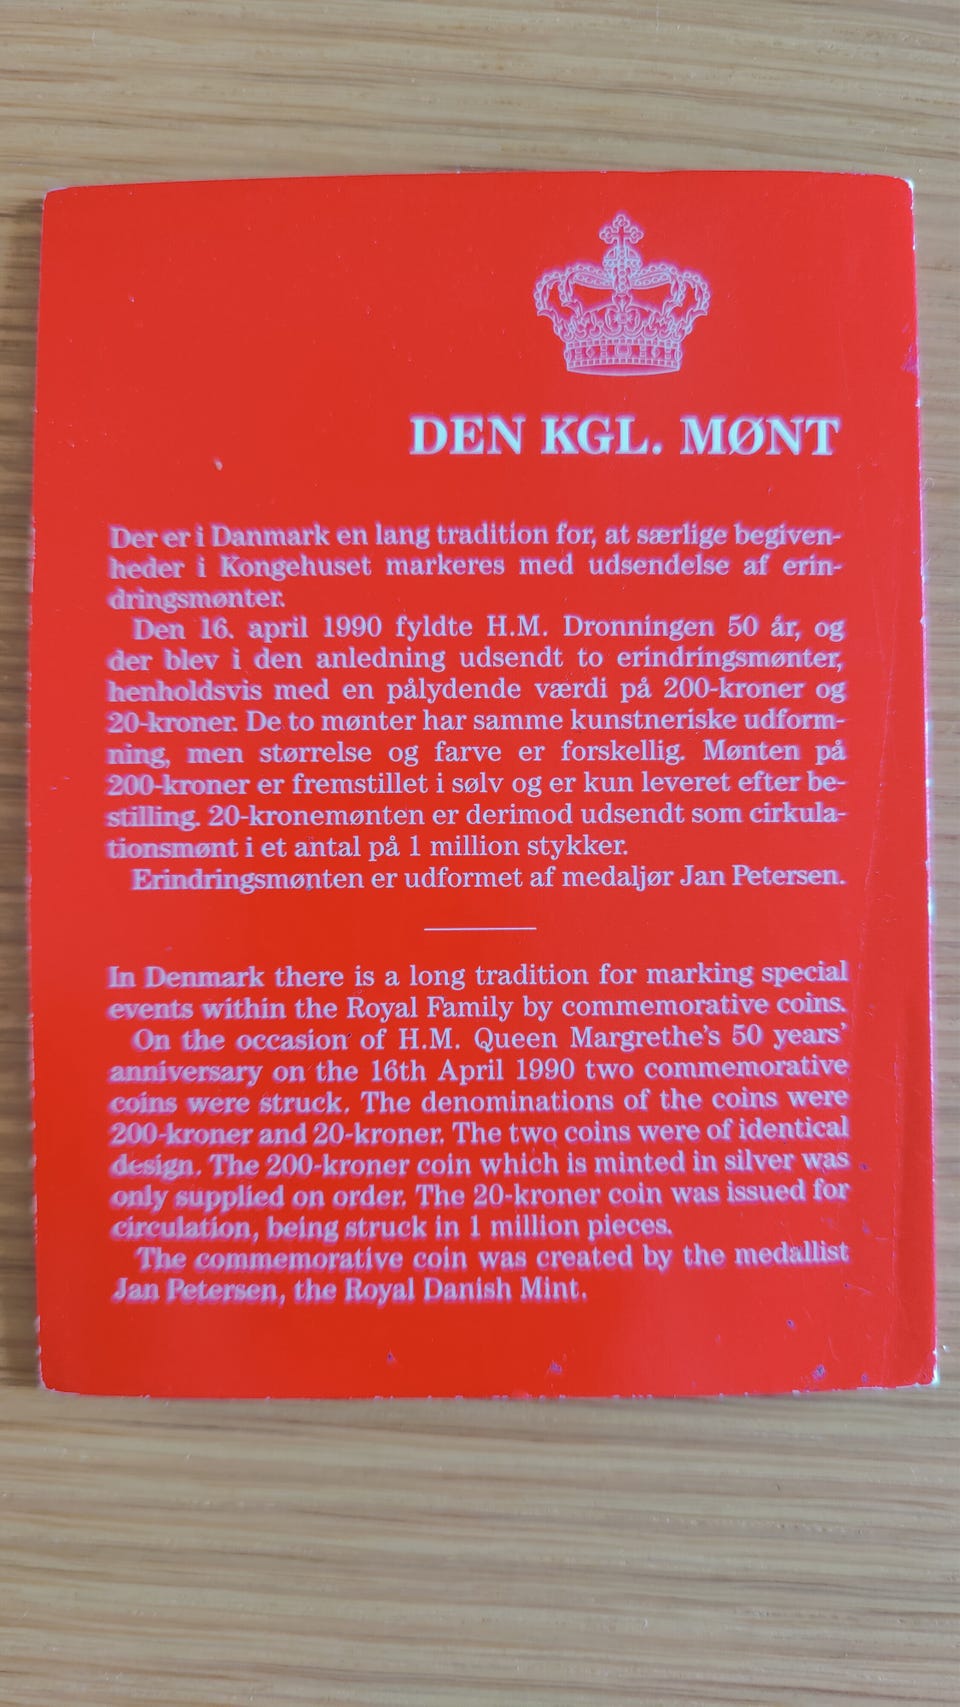 DEN KGL. MØNT
Der er i Danmark en lang tradition for, at særlige begiven-
heder i Kongehuset markeres med udsendelse af erin-
dringsmønter.
Den 16. april 1990 fyldte H.M. Dronningen 50 år, og
der blev i den anledning udsendt to erindringsmønter,
henholdsvis med en pålydende værdi på 200-kroner og
20-kroner. De to mønter har samme kunstneriske udform-
ning, men størrelse og farve er forskellig. Mønten på
200-kroner er fremstillet i sølv og er kun leveret efter be-
stilling. 20-kronemønten er derimod udsendt som cirkula-
tionsmønt i et antal på 1 million stykker.
Erindringsmønten er udformet af medaljør Jan Petersen.
In Denmark there is a long tradition for marking special
events within the Royal Family by commemorative coins.
On the occasion of H.M. Queen Margrethe's 50 years'
anniversary on the 16th April 1990 two commemorative
coins were struck. The denominations of the coins were
200-kroner and 20-kroner. The two coins were of identical
design. The 200-kroner coin which is minted in silver was
only supplied on order. The 20-kroner coin was issued for
circulation, being struck in 1 million pieces.
The commemorative coin was created by the medallist
Jan Petersen, the Royal Danish Mint.